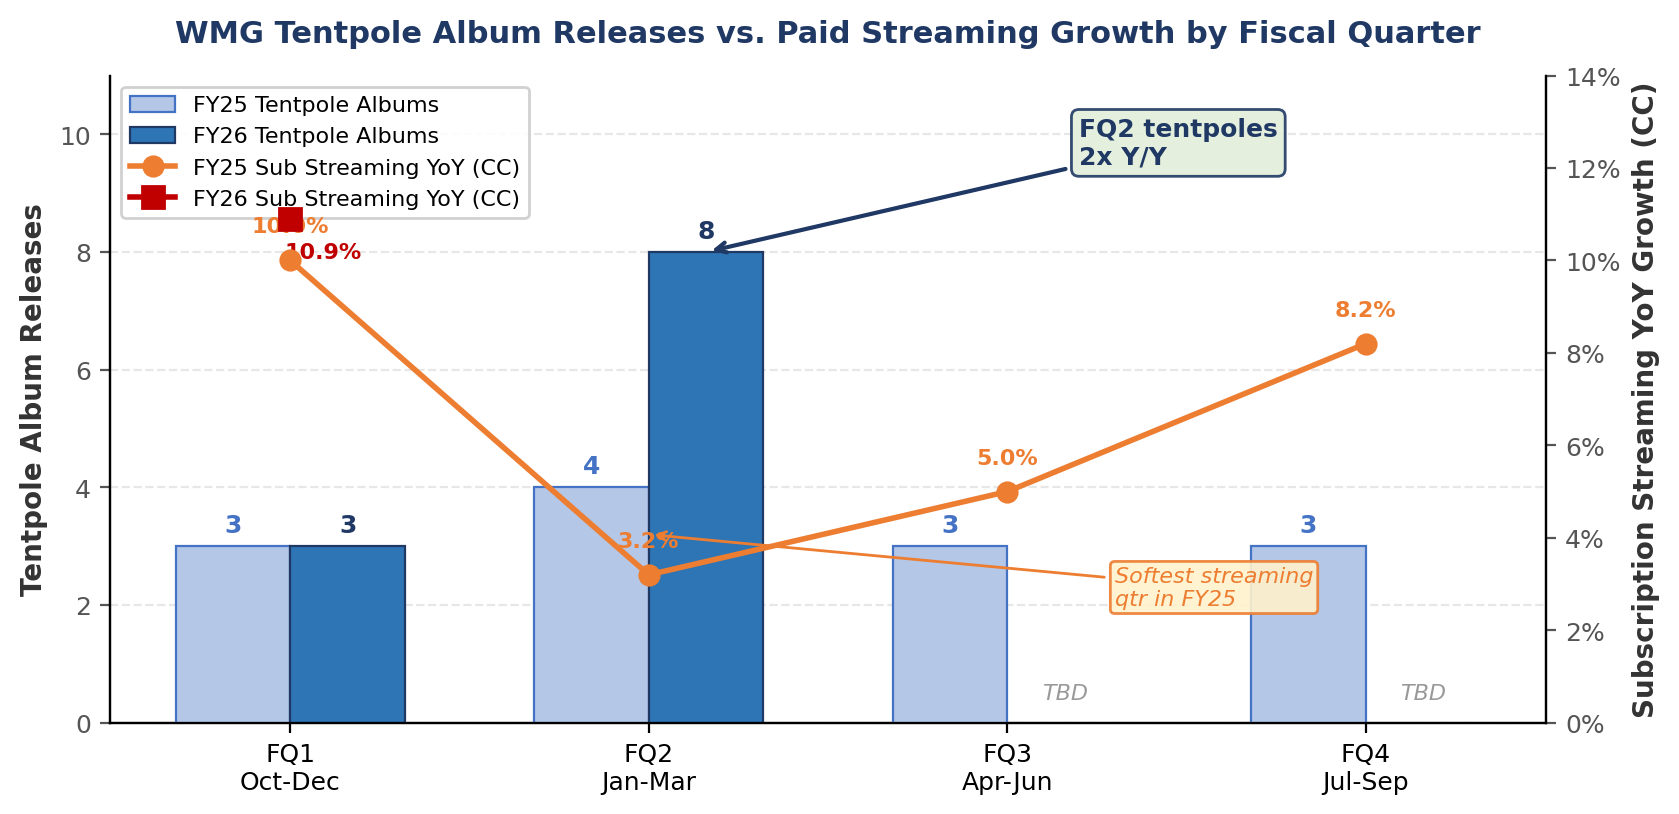 WMG Tentpole Album Releases vs. Paid Streaming Growth by Fiscal Quarter
FY25 Tentpole Albums
FY26 Tentpole Albums
FY25 Sub Streaming YoY (CC)
FY26 Sub Streaming YoY (CC)
FQ2 tentpoles
2x Y/Y
Tentpole Album Releases
10
8
6
4
2
0
14%
12%
10%
8%
6%
4%
2%
0%
Subscription Streaming YoY Growth (CC)
10.9%
8
8.2%
5.0%
4
3.2%
3
3
3
3
Softest streaming
qtr in FY25
TBD
TBD
FQ1
Oct-Dec
FQ2
Jan-Mar
FQ3
Apr-Jun
FQ4
Jul-Sep